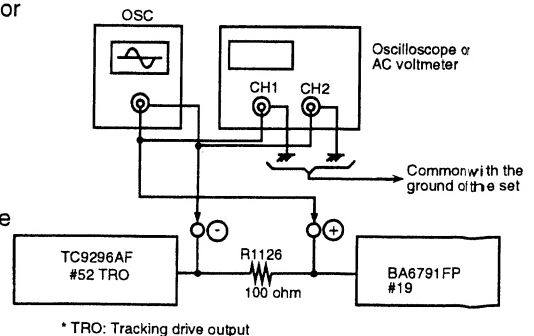 or
OSC
Oscilloscope or
AC voltmeter
CH1
CH2
Common with the
ground of the set
e
-
+
TC9296AF
#52 TRO
R1126
100 ohm
BA6791FP
#19
* TRO: Tracking drive output